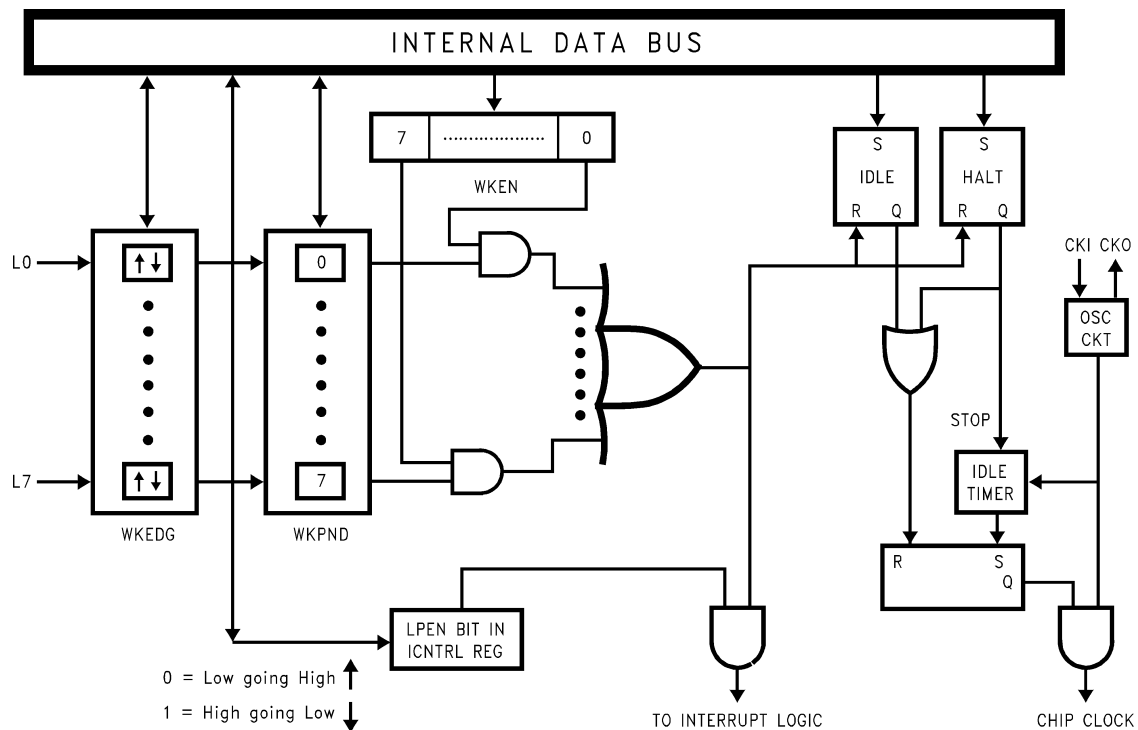 INTERNAL DATA BUS
7 .................... 0
WKEN
S
IDLE
R Q
S
HALT
R Q
CKI CKO
OSC
CKT
L0
0
L7
7
WKEDG
WKPND
STOP
IDLE
TIMER
R S
Q
LPEN BIT IN
ICNTRL REG
0 = Low going High
1 = High going Low
TO INTERRUPT LOGIC
CHIP CLOCK